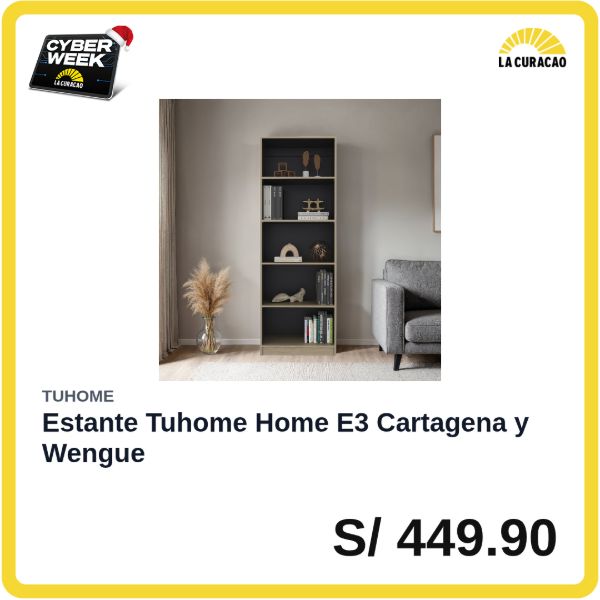 CYBER
WEEK
LA CURACAO
LA CURACAO
TUHOME
Estante Tuhome Home E3 Cartagena y
Wengue
S/ 449.90